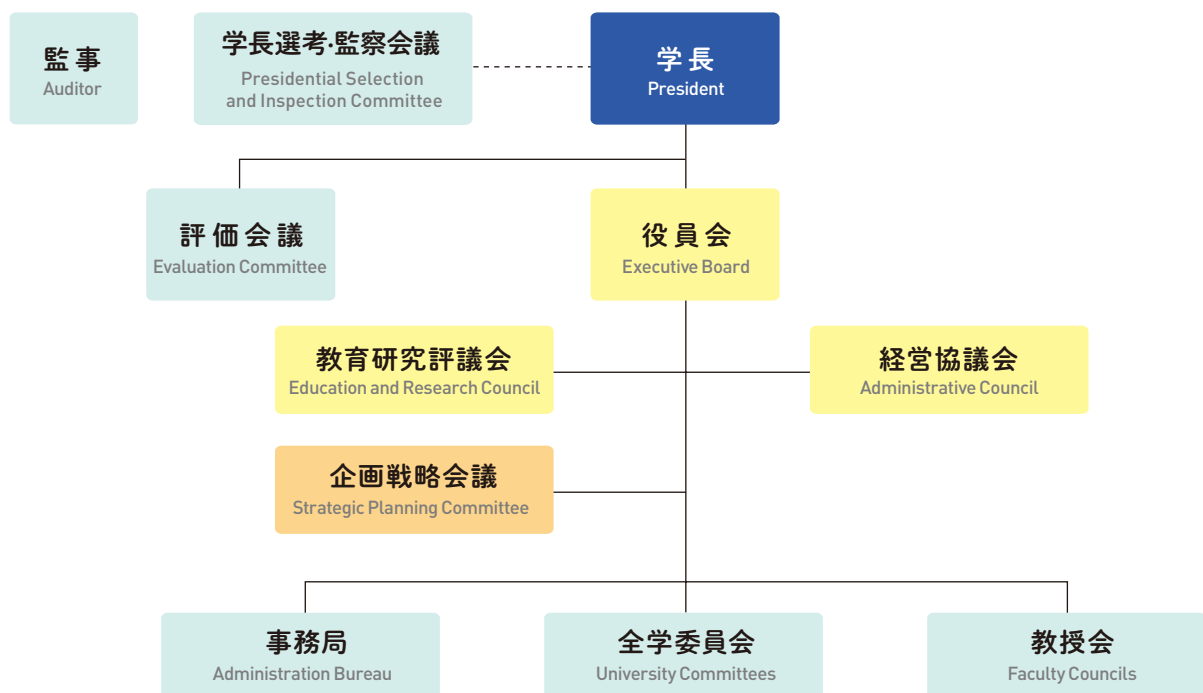 監事
Auditor
学長選考・監察会議
Presidential Selection
and Inspection Committee
学長
President
評価会議
Evaluation Committee
役員会
Executive Board
教育研究評議会
Education and Research Council
経営協議会
Administrative Council
企画戦略会議
Strategic Planning Committee
事務局
Administration Bureau
全学委員会
University Committees
教授会
Faculty Councils